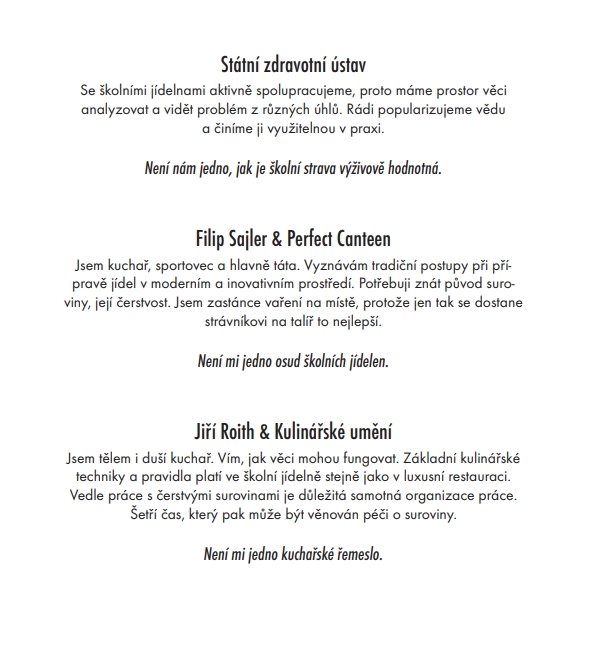 Státní zdravotní ústav
Se školními jídelnami aktivně spolupracujeme, proto máme prostor věci
analyzovat a vidět problém z různých úhlů. Rádi popularizujeme vědu
a činíme ji využitelnou v praxi.
Není nám jedno, jak je školní strava výživově hodnotná.
Filip Sajler & Perfect Canteen
Jsem kuchař, sportovec a hlavně táta. Vyznávám tradiční postupy při pří-
pravě jídel v moderním a inovativním prostředí. Potřebuji znát původ suro-
viny, její čerstvost. Jsem zastánce vaření na místě, protože jen tak se dostane
strávníkovi na talíř to nejlepší.
Není mi jedno osud školních jídelen.
Jiří Roith & Kulinářské umění
Jsem tělem i duší kuchař. Vím, jak věci mohou fungovat. Základní kulinářské
techniky a pravidla platí ve školní jídelně stejně jako v luxusní restauraci.
Vedle práce s čerstvými surovinami je důležitá samotná organizace práce.
Šetří čas, který pak může být věnován péči o suroviny.
Není mi jedno kuchařské řemeslo.